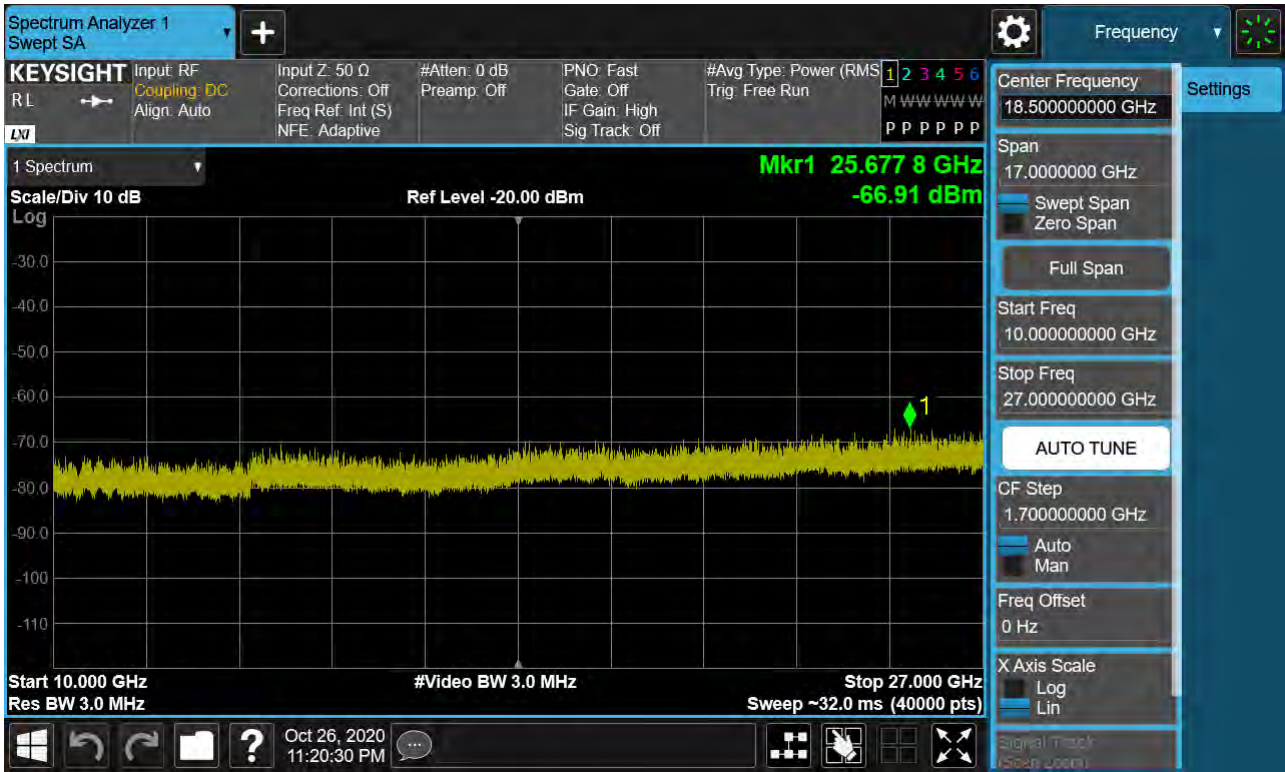 Spectrum Analyzer 1
Swept SA
+
Frequency
KEYSIGHT
RL
LXI
Input: RF
Coupling: DC
Align: Auto
Input Z: 50 Ω
Corrections: Off
Freq Ref: Int (S)
NFE: Adaptive
#Atten: 0 dB
Preamp: Off
PNO: Fast
Gate: Off
IF Gain: High
Sig Track: Off
#Avg Type: Power (RMS
Trig: Free Run
1 2 3 4 5 6
M W W W W W
P P P P P P
1 Spectrum
Scale/Div 10 dB
Ref Level -20.00 dBm
Mkr1 25.677 8 GHz
-66.91 dBm
Log
-30.0
-40.0
-50.0
-60.0
-70.0
-80.0
-90.0
-100
-110
1
Start 10.000 GHz
#Video BW 3.0 MHz
Stop 27.000 GHz
Res BW 3.0 MHz
Sweep ~32.0 ms (40000 pts)
Center Frequency
18.500000000 GHz
Settings
Span
17.0000000 GHz
Swept Span
Zero Span
Full Span
Start Freq
10.000000000 GHz
Stop Freq
27.000000000 GHz
AUTO TUNE
CF Step
1.700000000 GHz
Auto
Man
Freq Offset
0 Hz
X Axis Scale
Log
Lin
Signal Track
(Span Zoom)
?
Oct 26, 2020
11:20:30 PM